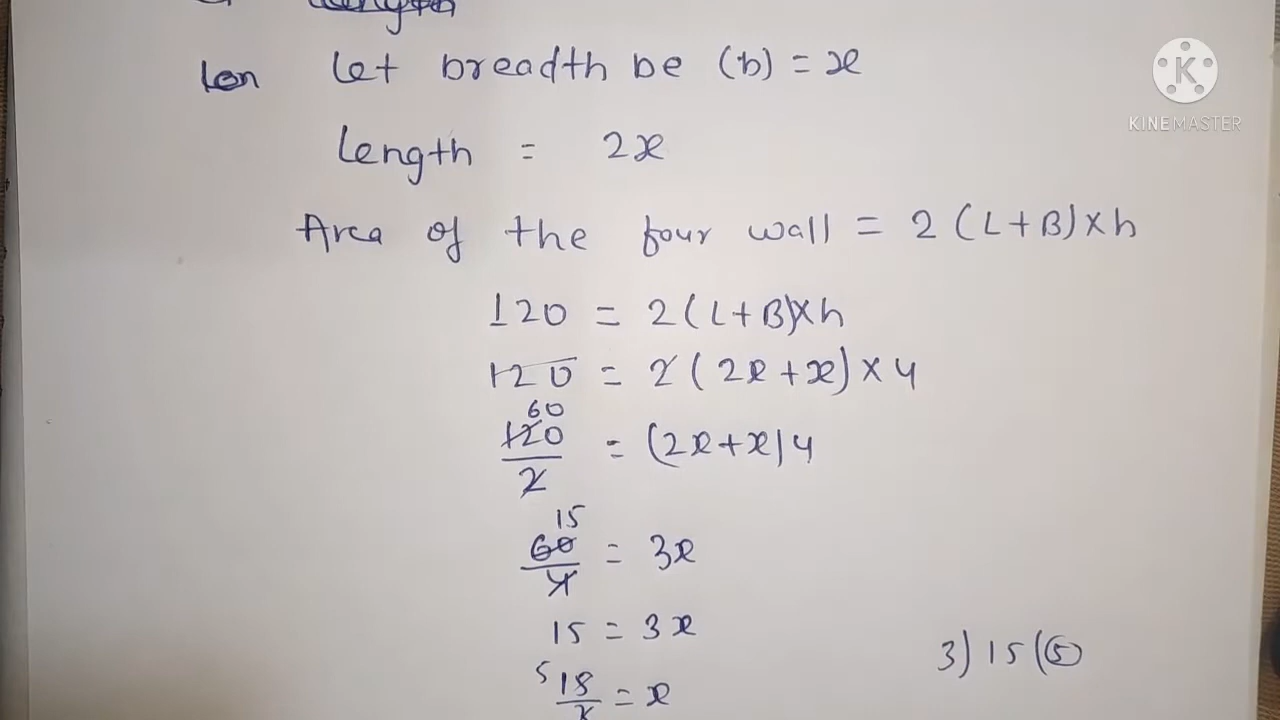 Len Let breadth be (b) = x
KINEMASTER
Length = 2x
Area of the four wall = 2 (L+B) x h
120 = 2 (L+B) x h
120 = 2 (2x + x) x 4
60
120/2 = (2x + x) 4
15
60/4 = 3x
15 = 3x
3) 15 (5
5
15/3 = x